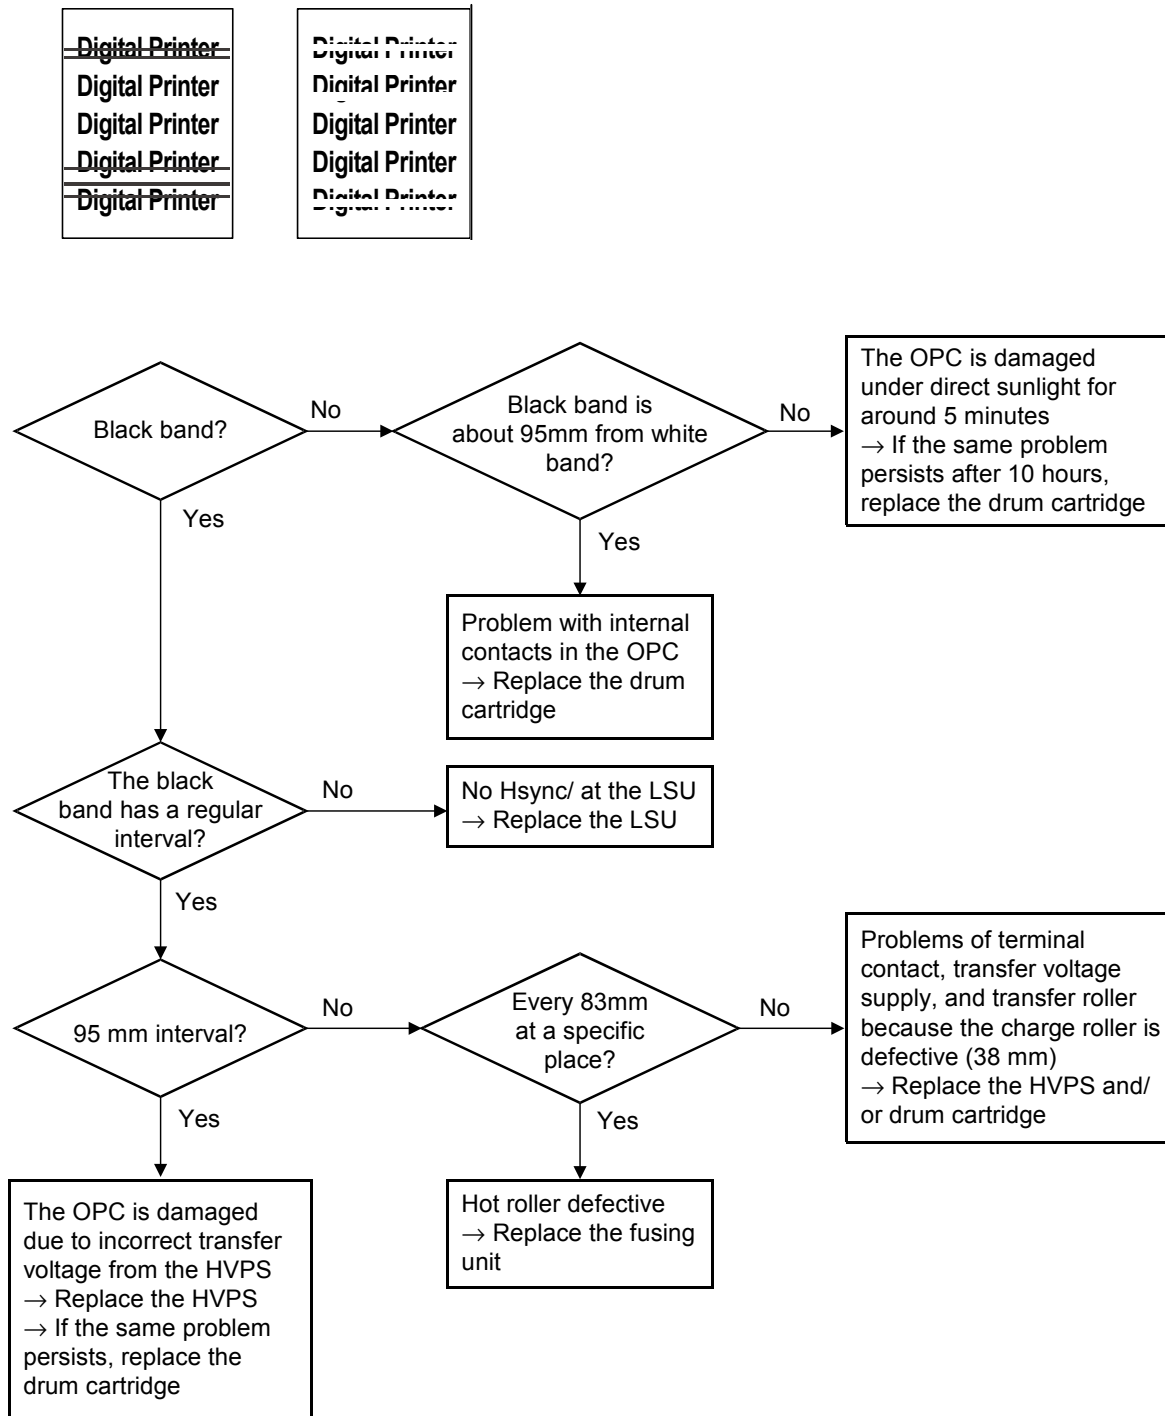 Digital Printer
Digital Printer
Digital Printer
Digital Printer
Digital Printer
Digital Printer
Digital Printer
Digital Printer
Digital Printer
Digital Printer
Black band?
No
Black band is
about 95mm from white
band?
No
The OPC is damaged
under direct sunlight for
around 5 minutes
→ If the same problem
persists after 10 hours,
replace the drum cartridge
Yes
Yes
Problem with internal
contacts in the OPC
→ Replace the drum
cartridge
The black
band has a regular
interval?
No
No Hsync/ at the LSU
→ Replace the LSU
Yes
95 mm interval?
No
Every 83mm
at a specific
place?
No
Problems of terminal
contact, transfer voltage
supply, and transfer roller
because the charge roller is
defective (38 mm)
→ Replace the HVPS and/
or drum cartridge
Yes
Yes
The OPC is damaged
due to incorrect transfer
voltage from the HVPS
→ Replace the HVPS
→ If the same problem
persists, replace the
drum cartridge
Hot roller defective
→ Replace the fusing
unit